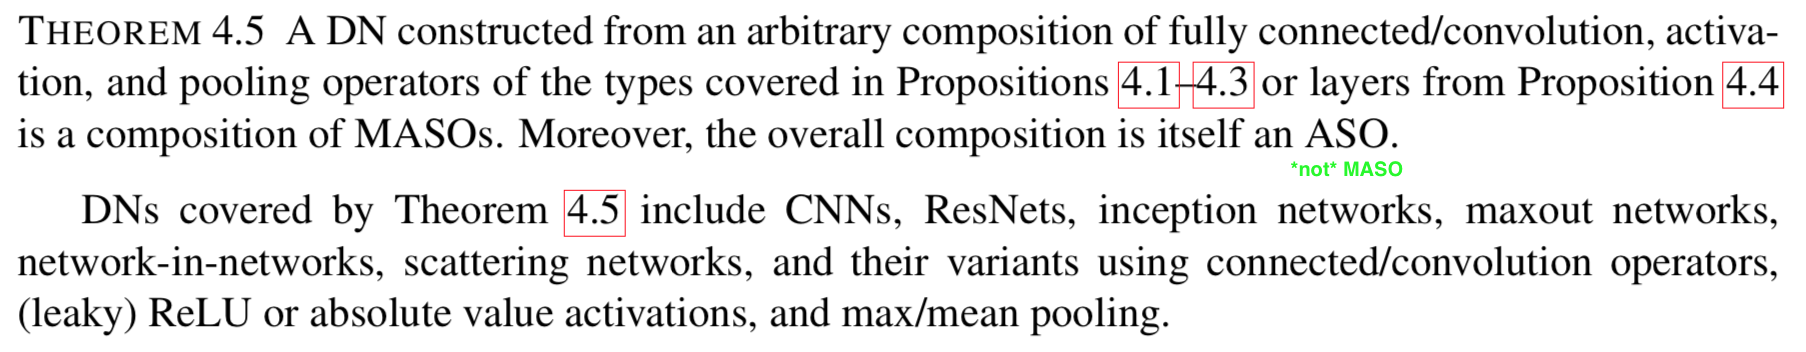 THEOREM 4.5 A DN constructed from an arbitrary composition of fully connected/convolution, activa-
tion, and pooling operators of the types covered in Propositions 4.1–4.3 or layers from Proposition 4.4
is a composition of MASOs. Moreover, the overall composition is itself an ASO.
*not* MASO
DNs covered by Theorem 4.5 include CNNs, ResNets, inception networks, maxout networks,
network-in-networks, scattering networks, and their variants using connected/convolution operators,
(leaky) ReLU or absolute value activations, and max/mean pooling.